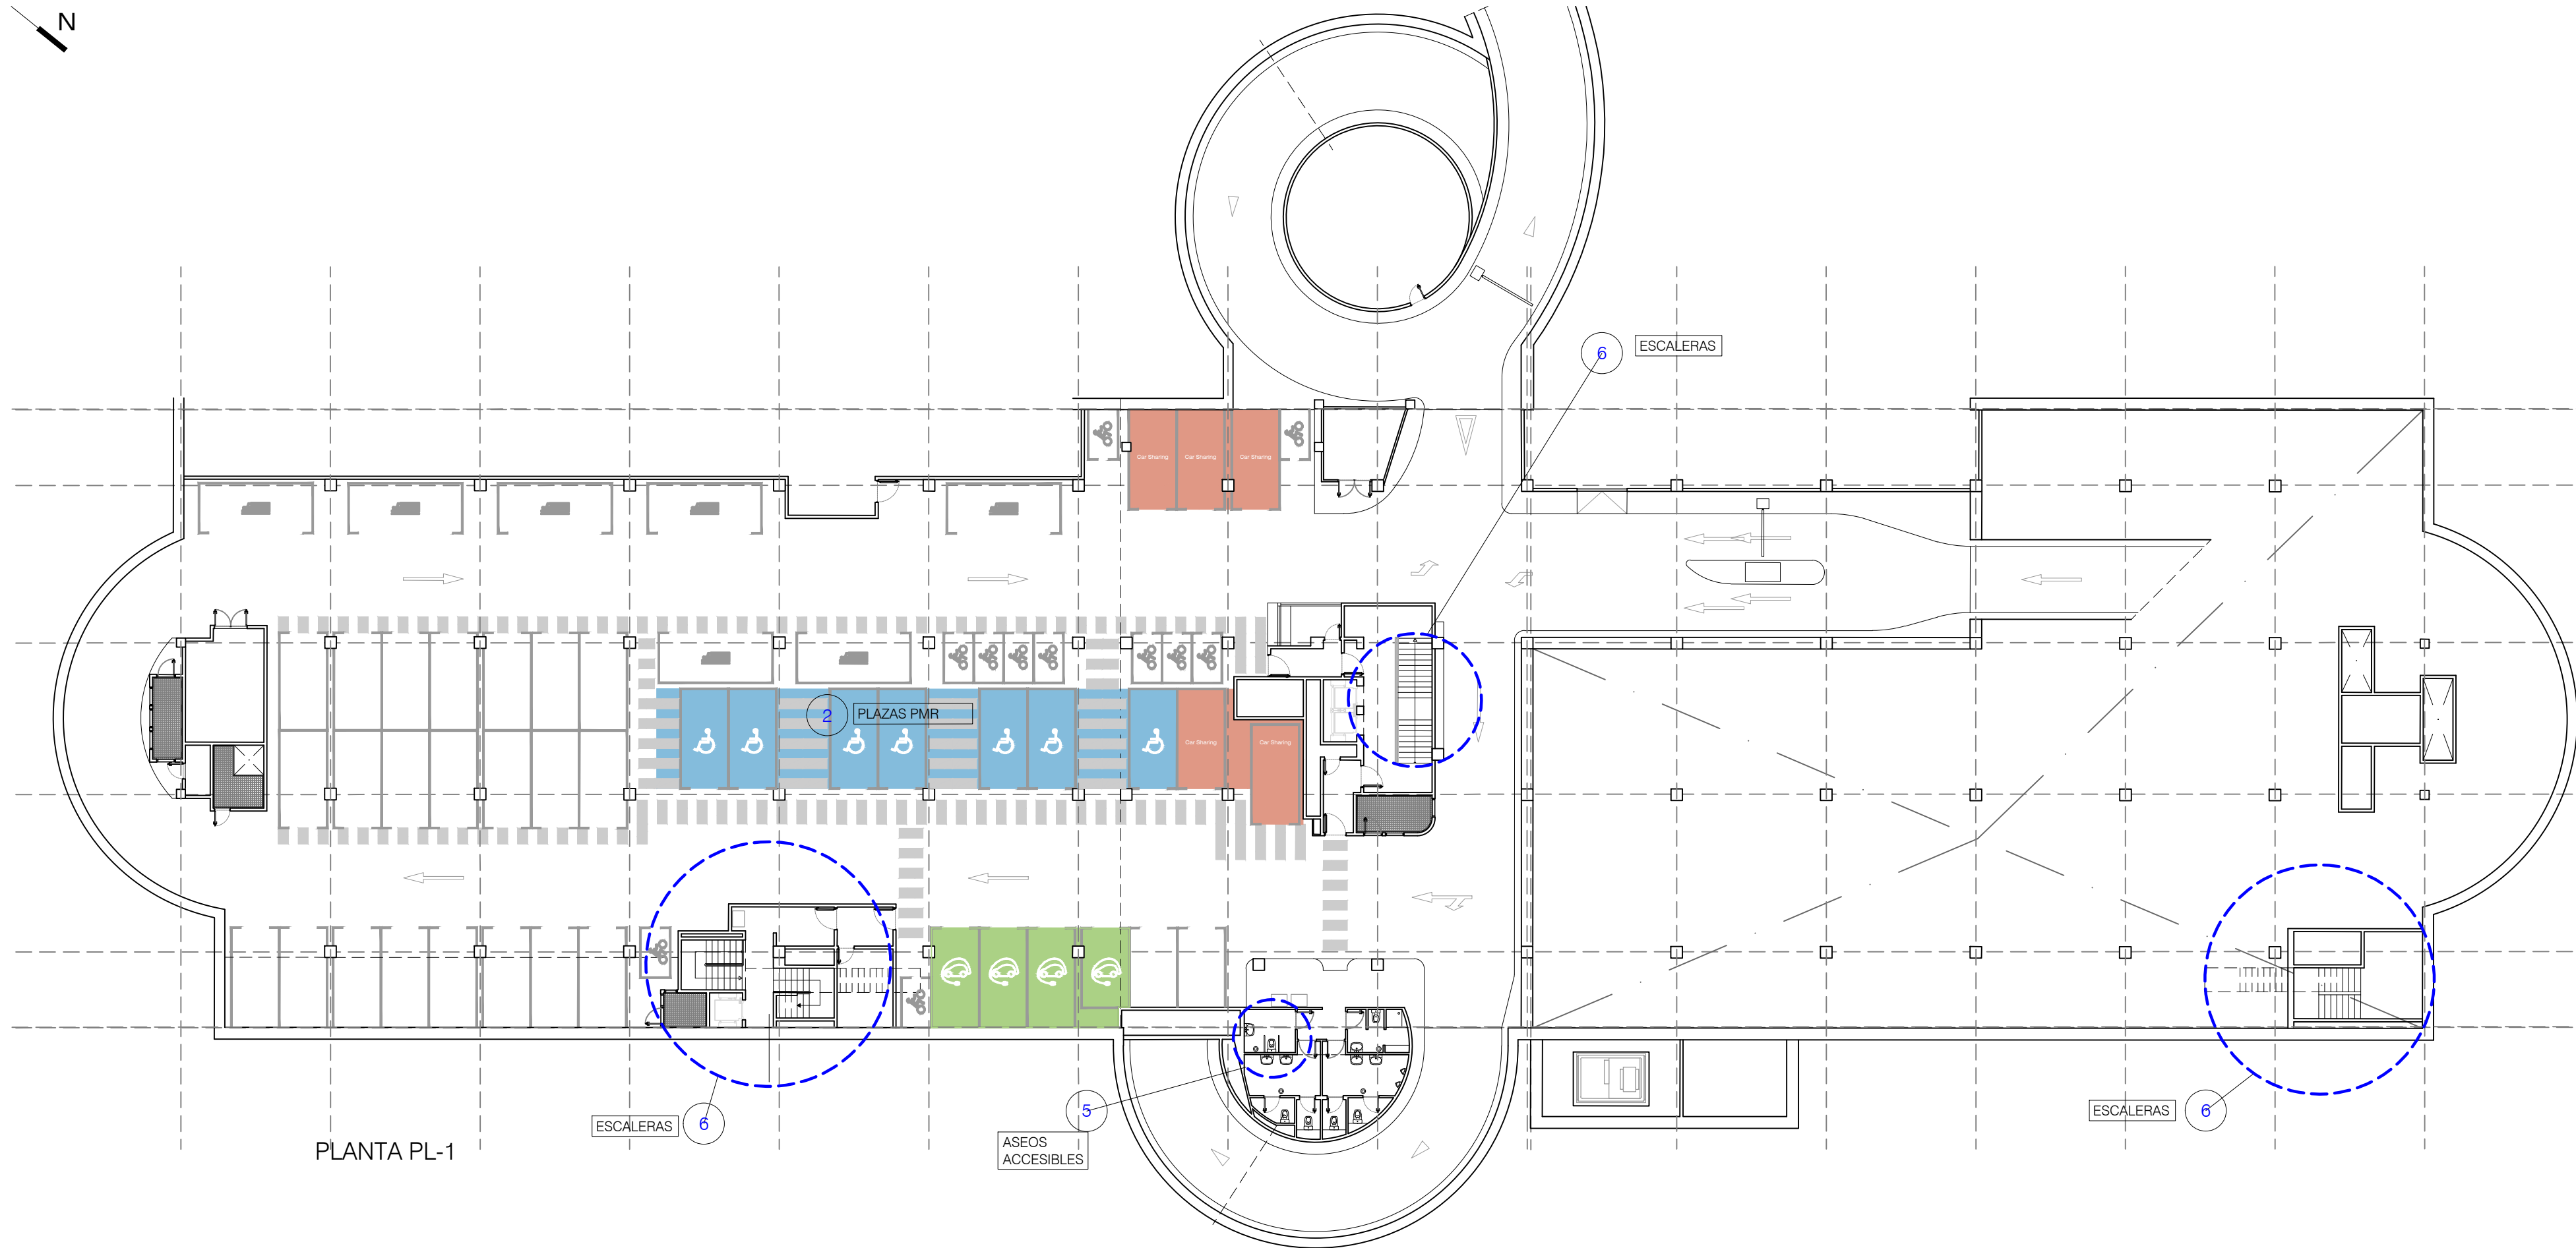 N
6
ESCALERAS
Car Sharing
Car Sharing
Car Sharing
2
PLAZAS PMR
Car Sharing
Car Sharing
ESCALERAS
6
5
ASEOS
ACCESIBLES
ESCALERAS
6
PLANTA PL-1